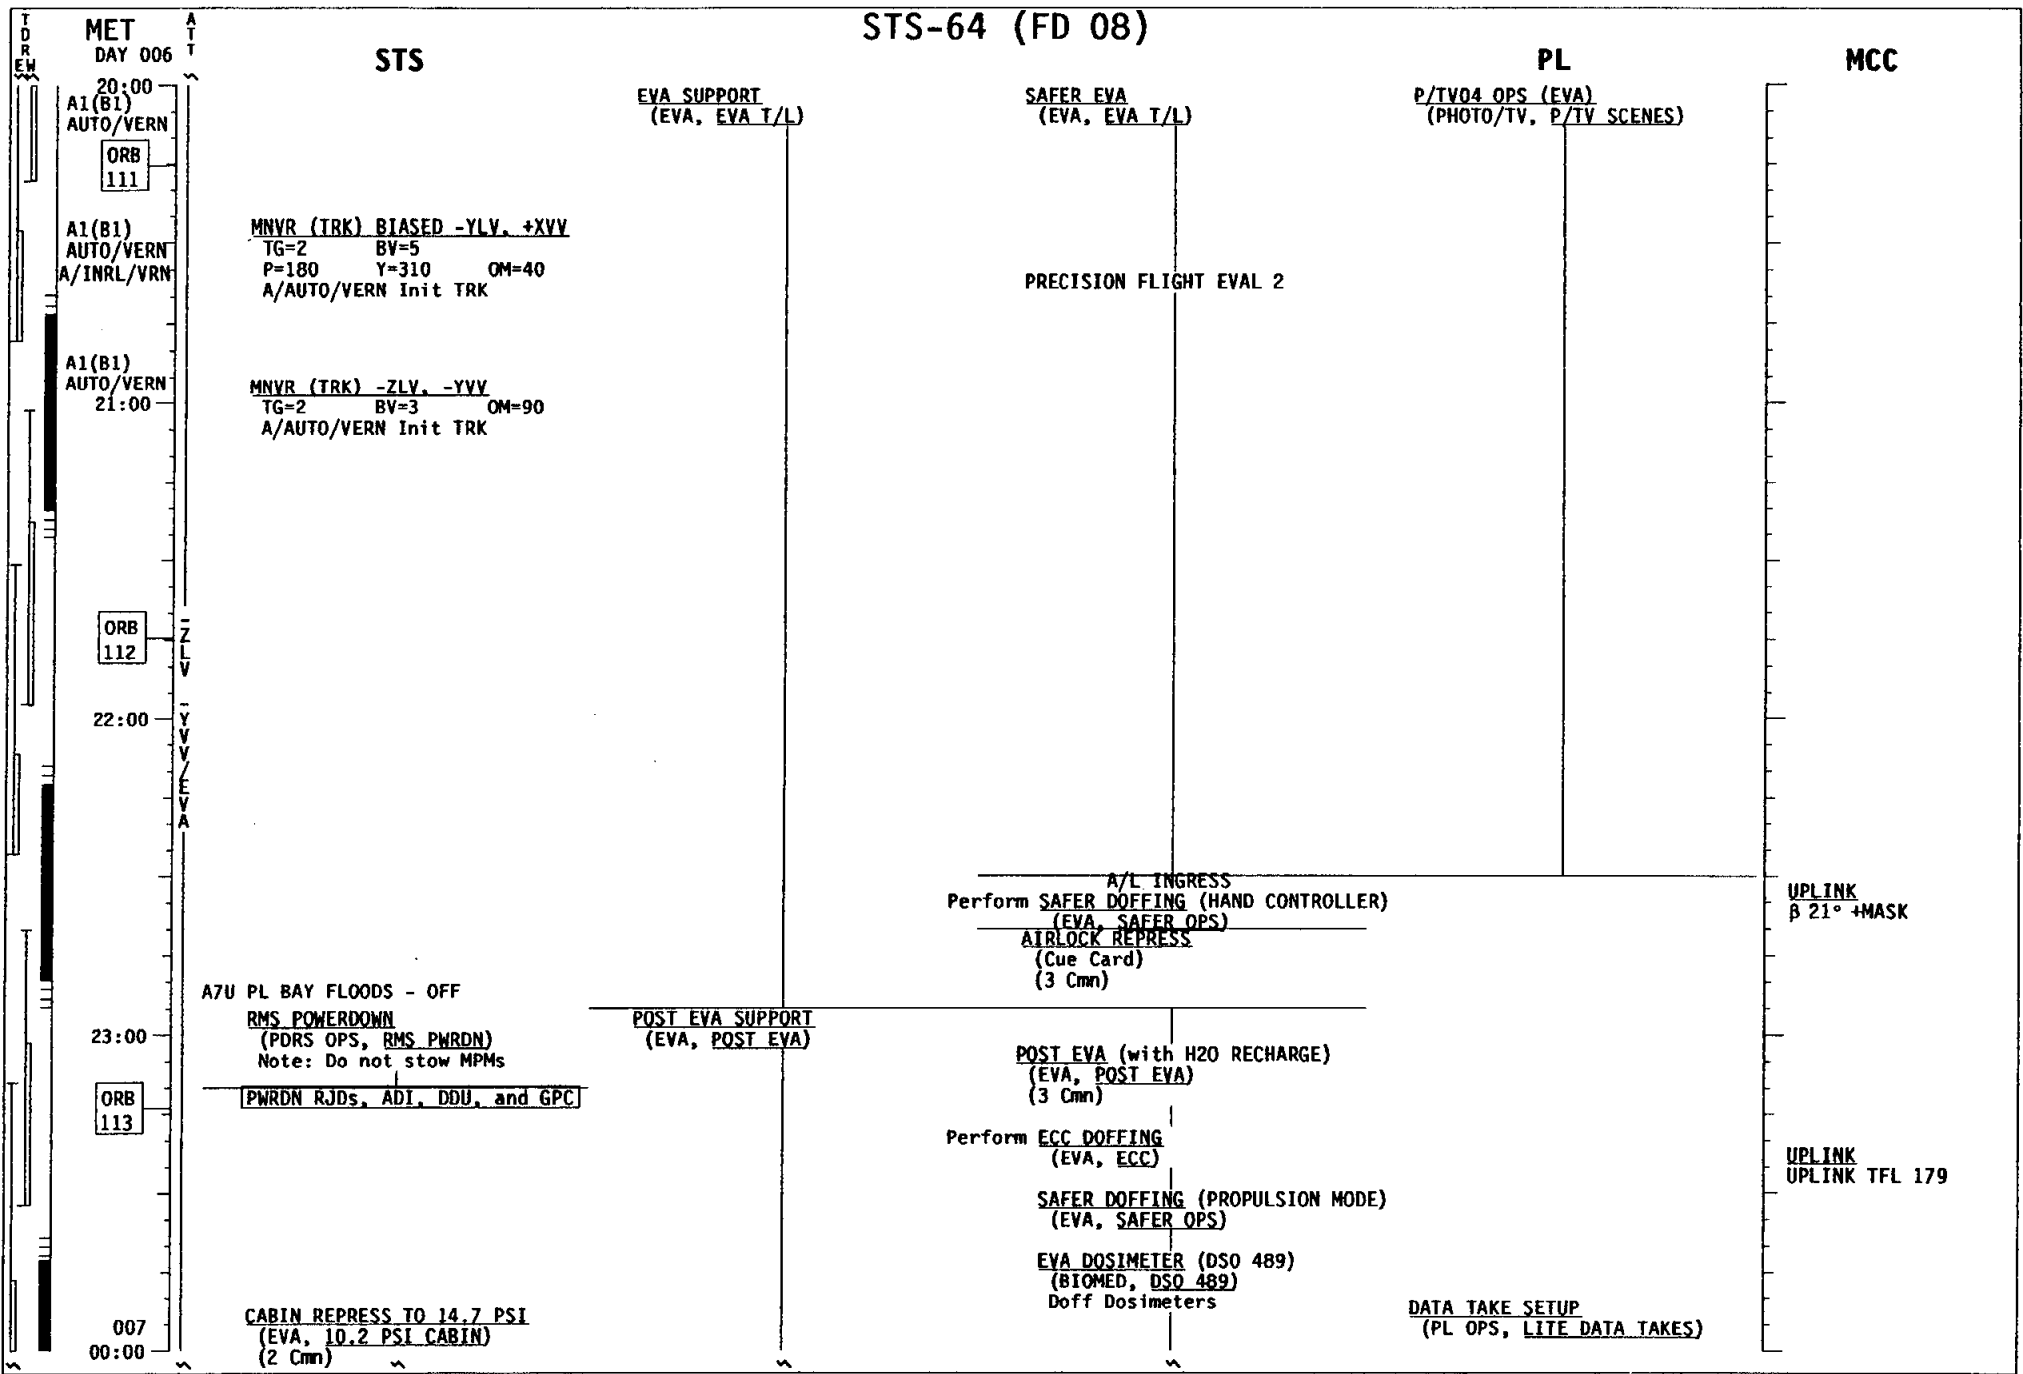 STS-64 (FD 08)
TDRE W
MET
DAY 006
ATT
STS
PL
MCC
20:00
A1(B1)
AUTO/VERN
ORB
111
EVA SUPPORT
(EVA, EVA T/L)
SAFER EVA
(EVA, EVA T/L)
P/TV04 OPS (EVA)
(PHOTO/TV, P/TV SCENES)
A1(B1)
AUTO/VERN
A/INRL/VRN
MNVR (TRK) BIASED -YLV, +XVV
TG=2 BV=5
P=180 Y=310 OM=40
A/AUTO/VERN Init TRK
PRECISION FLIGHT EVAL 2
A1(B1)
AUTO/VERN
21:00
MNVR (TRK) -ZLV, -YVV
TG=2 BV=3 OM=90
A/AUTO/VERN Init TRK
ORB
112
-ZLV -YVV/EVA
22:00
A/L INGRESS
Perform SAFER DOFFING (HAND CONTROLLER)
(EVA, SAFER OPS)
AIRLOCK REPRESS
(Cue Card)
(3 Cmn)
UPLINK
β 21° +MASK
A7U PL BAY FLOODS - OFF
RMS POWERDOWN
(PDRS OPS, RMS PWRDN)
Note: Do not stow MPMs
23:00
POST EVA SUPPORT
(EVA, POST EVA)
POST EVA (with H2O RECHARGE)
(EVA, POST EVA)
(3 Cmn)
ORB
113
PWRDN RJDs, ADI, DDU, and GPC
Perform ECC DOFFING
(EVA, ECC)
UPLINK
UPLINK TFL 179
SAFER DOFFING (PROPULSION MODE)
(EVA, SAFER OPS)
EVA DOSIMETER (DSO 489)
(BIOMED, DSO 489)
Doff Dosimeters
CABIN REPRESS TO 14.7 PSI
(EVA, 10.2 PSI CABIN)
(2 Cmn)
DATA TAKE SETUP
(PL OPS, LITE DATA TAKES)
007
00:00